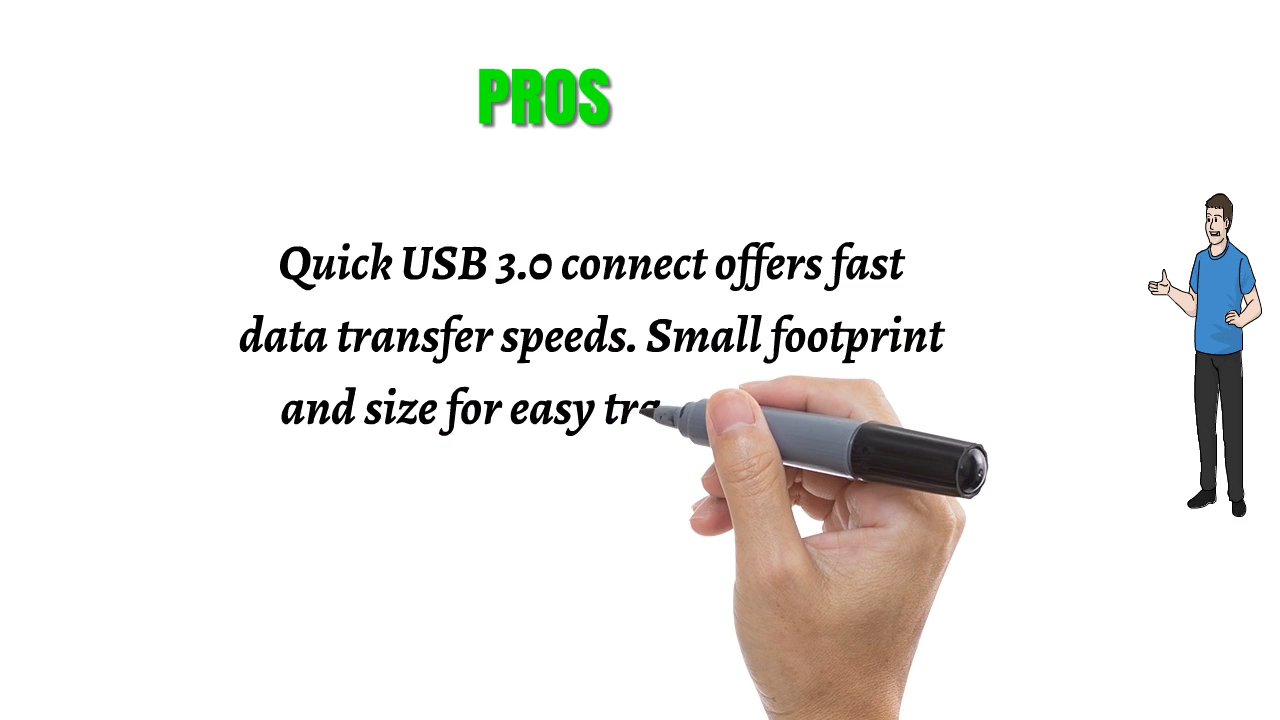 PROS
Quick USB 3.0 connect offers fast
data transfer speeds. Small footprint
and size for easy